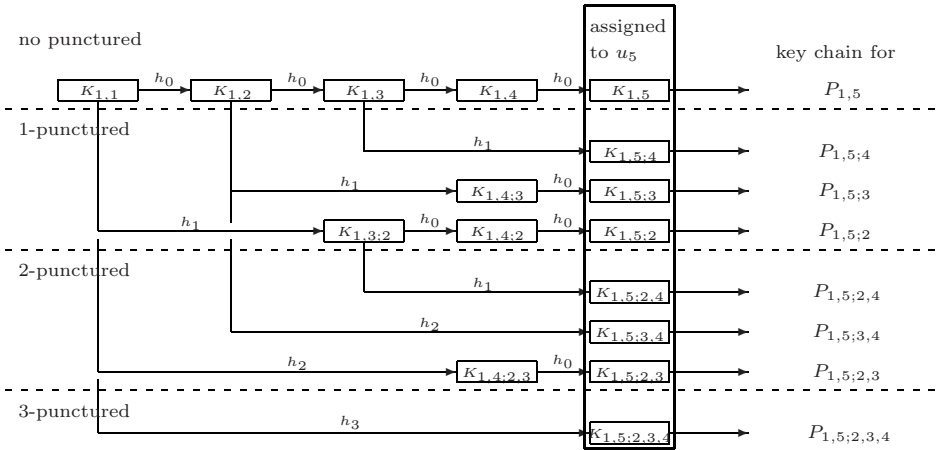 assigned
no punctured
to u₅
key chain for
h₀ h₀ h₀ h₀
K₁,₁ K₁,₂ K₁,₃ K₁,₄ K₁,₅ P₁,₅
1-punctured
h₁
K₁,₅;₄ P₁,₅;₄
h₁ h₀
K₁,₄;₃ K₁,₅;₃ P₁,₅;₃
h₁ h₀ h₀
K₁,₃;₂ K₁,₄;₂ K₁,₅;₂ P₁,₅;₂
2-punctured
h₁
K₁,₅;₂,₄ P₁,₅;₂,₄
h₂
K₁,₅;₃,₄ P₁,₅;₃,₄
h₂ h₀
K₁,₄;₂,₃ K₁,₅;₂,₃ P₁,₅;₂,₃
3-punctured
h₃
K₁,₅;₂,₃,₄ P₁,₅;₂,₃,₄